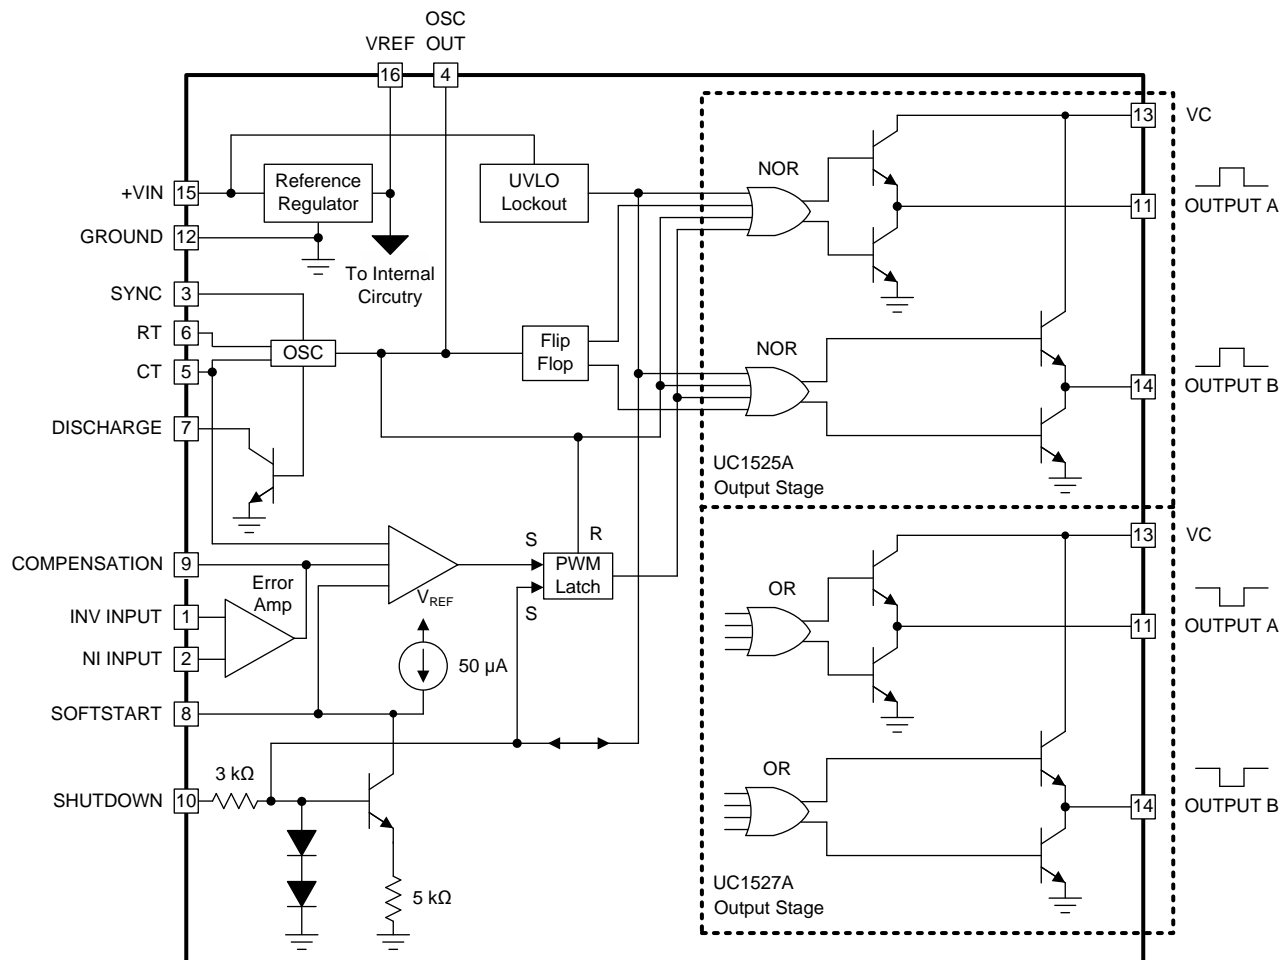 OSC
VREF OUT
16 4
13 VC
NOR
+VIN 15
Reference
Regulator
UVLO
Lockout
11 OUTPUT A
GROUND 12
To Internal
Circutry
SYNC 3
RT 6
OSC
Flip
Flop
NOR
CT 5
14 OUTPUT B
DISCHARGE 7
UC1525A
Output Stage
13 VC
S R
COMPENSATION 9
PWM
Latch
Error
Amp
VREF
S
OR
INV INPUT 1
11 OUTPUT A
NI INPUT 2
50 µA
SOFTSTART 8
3 kΩ
OR
SHUTDOWN 10
14 OUTPUT B
5 kΩ
UC1527A
Output Stage